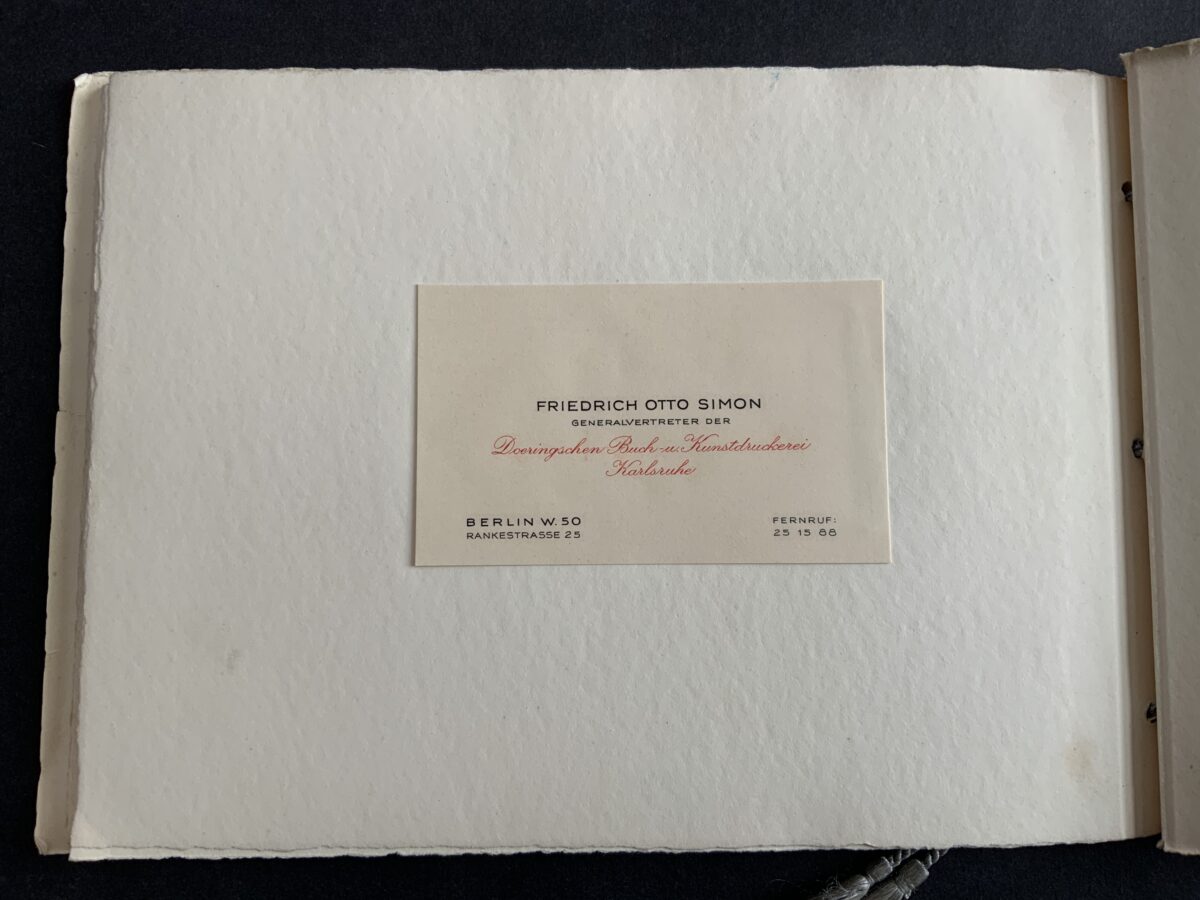 FRIEDRICH OTTO SIMON
GENERALVERTRETER DER
Doeringschen Buch-u. Kunstdruckerei
Karlsruhe
BERLIN W. 50
RANKESTRASSE 25
FERNRUF:
25 15 88